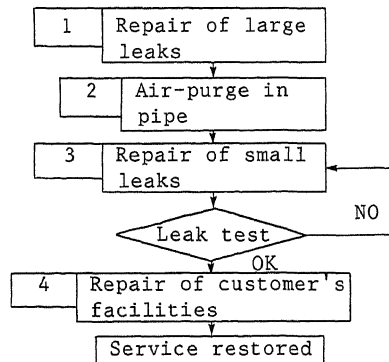 1
Repair of large
leaks
2
Air-purge in
pipe
3
Repair of small
leaks
Leak test
NO
OK
4
Repair of customer's
facilities
Service restored